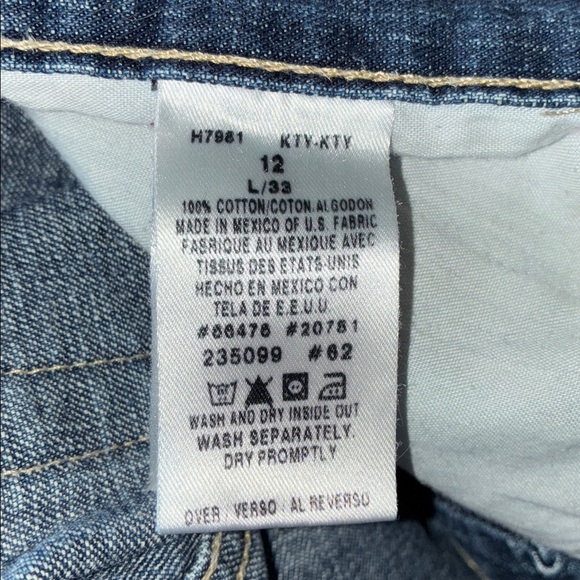 H7981 KTY-KTY
12
L/33
100% COTTON/COTON-ALGODON
MADE IN MEXICO OF U.S. FABRIC
FABRIQUE AU MEXIQUE AVEC
TISSUS DES ETATS-UNIS
HECHO EN MEXICO CON
TELA DE E.E.U.U.
#66476 #20781
235099 #62
WASH AND DRY INSIDE OUT
WASH SEPARATELY.
DRY PROMPTLY
OVER · VERSO · AL REVERSO